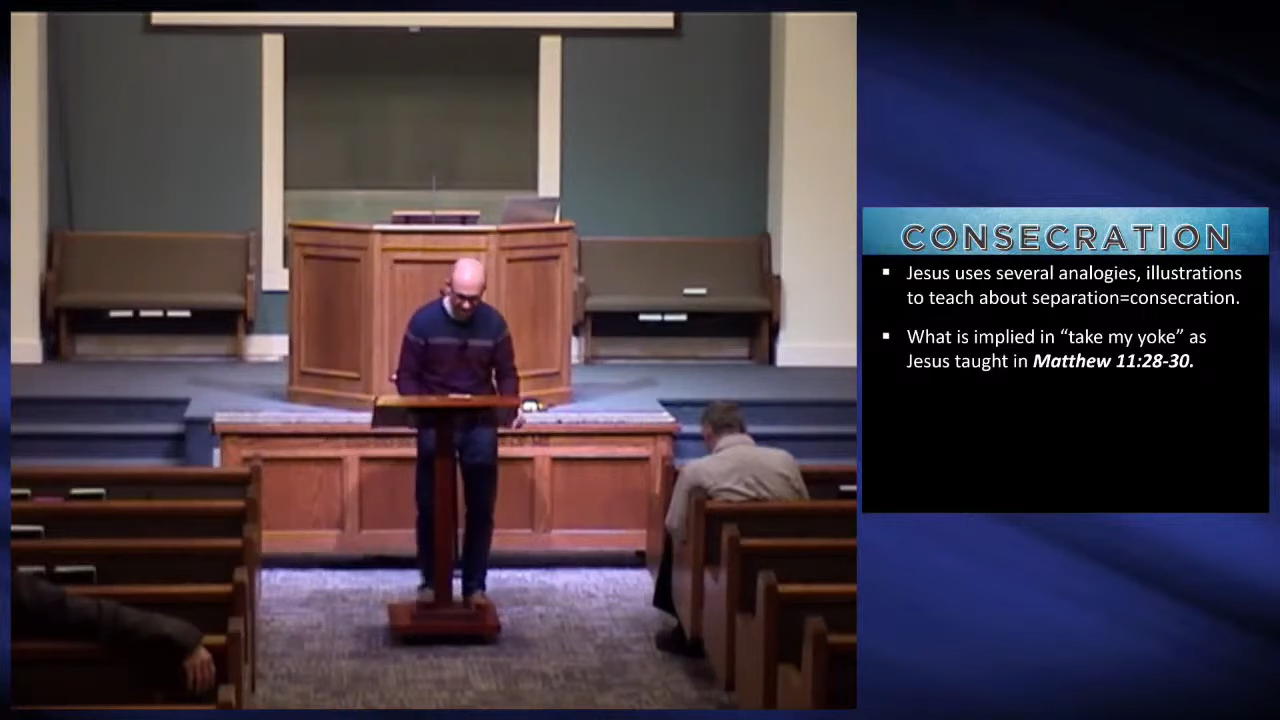 CONSECRATION
▪ Jesus uses several analogies, illustrations
to teach about separation=consecration.
▪ What is implied in “take my yoke” as
Jesus taught in Matthew 11:28-30.